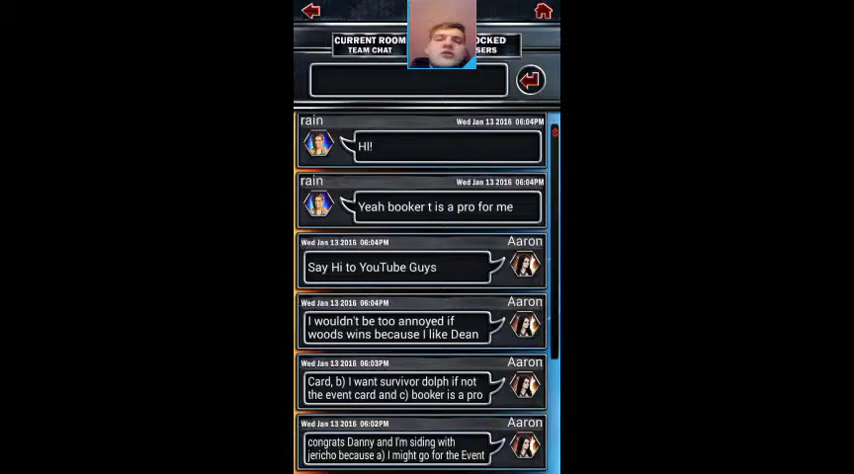 CURRENT ROOM
TEAM CHAT
rain
Wed Jan 13 2016 06:04PM
HI!
rain
Wed Jan 13 2016 06:04PM
Yeah booker t is a pro for me
Wed Jan 13 2016 06:04PM
Aaron
Say Hi to YouTube Guys
Wed Jan 13 2016 06:04PM
Aaron
I wouldn't be too annoyed if
woods wins because I like Dean
Wed Jan 13 2016 06:03PM
Aaron
Card, b) I want survivor dolph if not
the event card and c) booker is a pro
Wed Jan 13 2016 06:02PM
Aaron
congrats Danny and I'm siding with
jericho because a) I might go for the Event